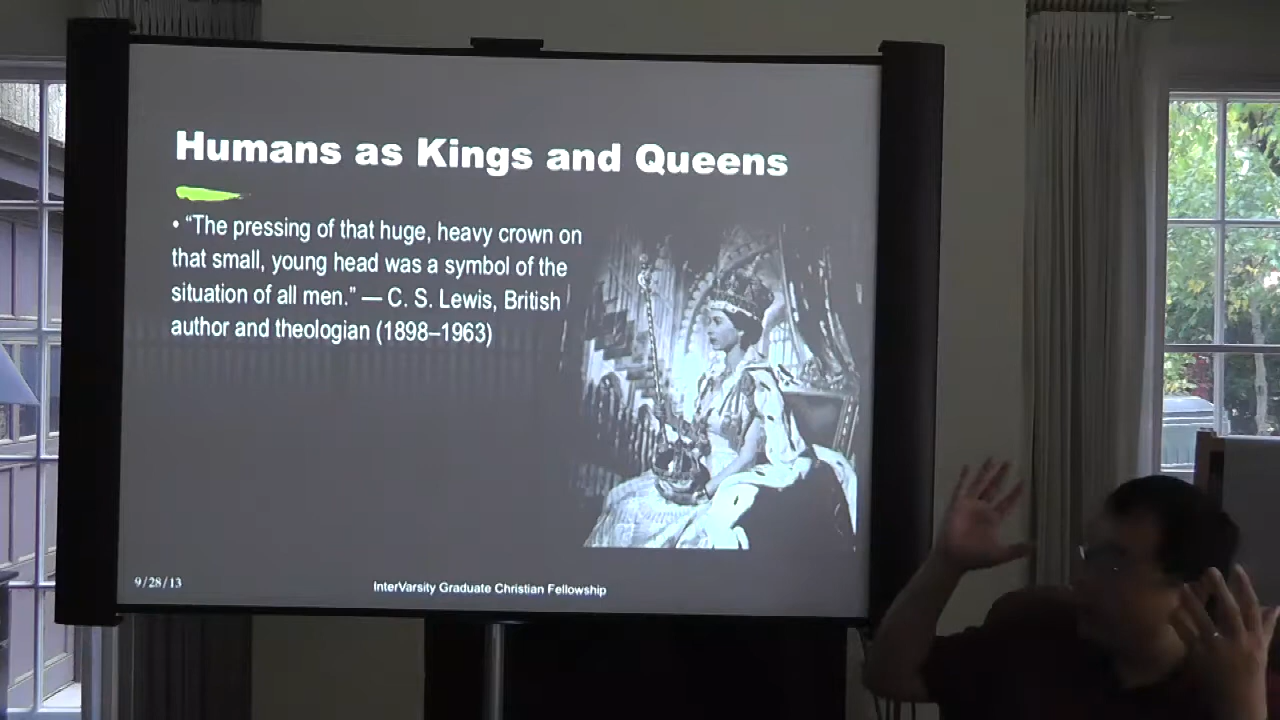 Humans as Kings and Queens
• “The pressing of that huge, heavy crown on
that small, young head was a symbol of the
situation of all men.” — C. S. Lewis, British
author and theologian (1898–1963)
9/28/13
InterVarsity Graduate Christian Fellowship